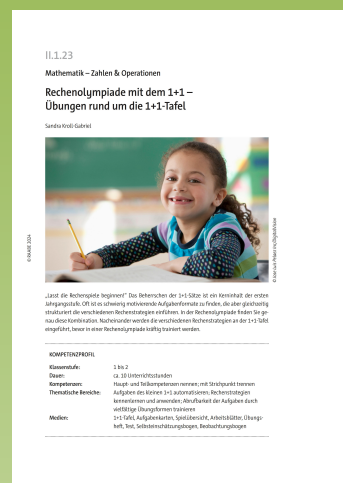 II.1.23
Mathematik – Zahlen & Operationen
Rechenolympiade mit dem 1+1 –
Übungen rund um die 1+1-Tafel
Sandra Kroll-Gabriel
© RAABE 2024
© Jose Luis Pelaez Inc/DigitalVision
„Lasst die Rechenspiele beginnen!“ Das Beherrschen der 1+1-Sätze ist ein Kerninhalt der ersten
Jahrgangsstufe. Oft ist es schwierig motivierende Aufgabenformate zu finden, die aber gleichzeitig
strukturiert die verschiedenen Rechenstrategien einführen. In der Rechenolympiade finden Sie ge-
nau diese Kombination. Nacheinander werden die verschiedenen Rechenstrategien an der 1+1-Tafel
eingeführt, bevor in einer Rechenolympiade kräftig trainiert werden.
KOMPETENZPROFIL
Klassenstufe: 1 bis 2
Dauer: ca. 10 Unterrichtsstunden
Kompetenzen: Haupt- und Teilkompetenzen nennen; mit Strichpunkt trennen
Thematische Bereiche: Aufgaben des kleinen 1+1 automatisieren; Rechenstrategien
kennenlernen und anwenden; Abrufbarkeit der Aufgaben durch
vielfältige Übungsformen trainieren
Medien: 1+1-Tafel, Aufgabenkarten, Spielübersicht, Arbeitsblätter, Übungs-
heft, Test, Selbsteinschätzungsbogen, Beobachtungsbogen